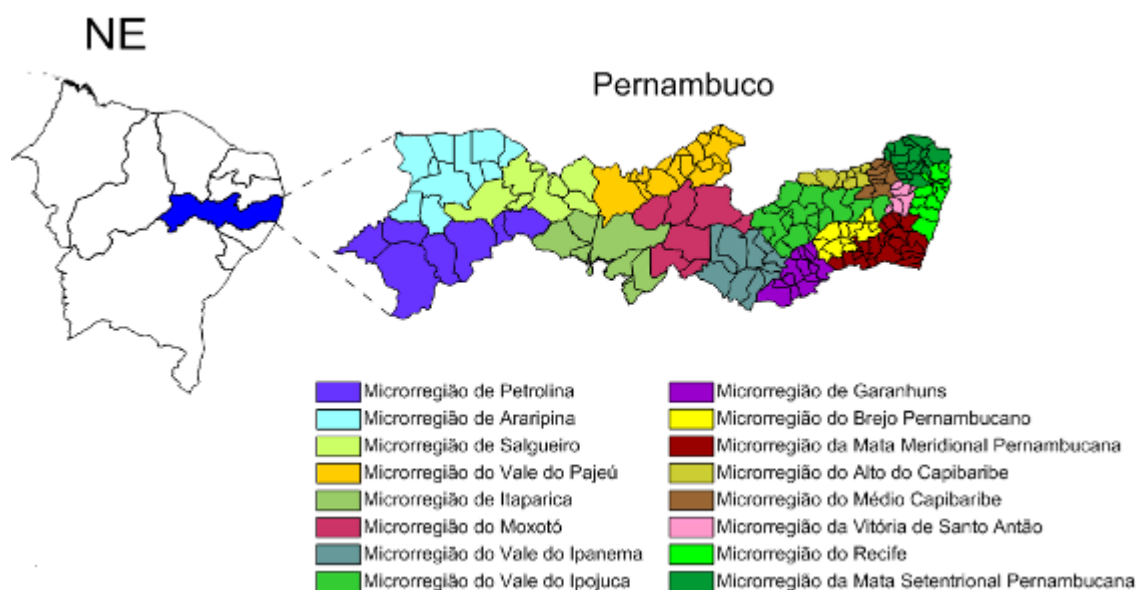 NE
Pernambuco
Microrregião de Petrolina
Microrregião de Araripina
Microrregião de Salgueiro
Microrregião do Vale do Pajeú
Microrregião de Itaparica
Microrregião do Moxotó
Microrregião do Vale do Ipanema
Microrregião do Vale do Ipojuca
Microrregião de Garanhuns
Microrregião do Brejo Pernambucano
Microrregião da Mata Meridional Pernambucana
Microrregião do Alto do Capibaribe
Microrregião do Médio Capibaribe
Microrregião da Vitória de Santo Antão
Microrregião do Recife
Microrregião da Mata Setentrional Pernambucana